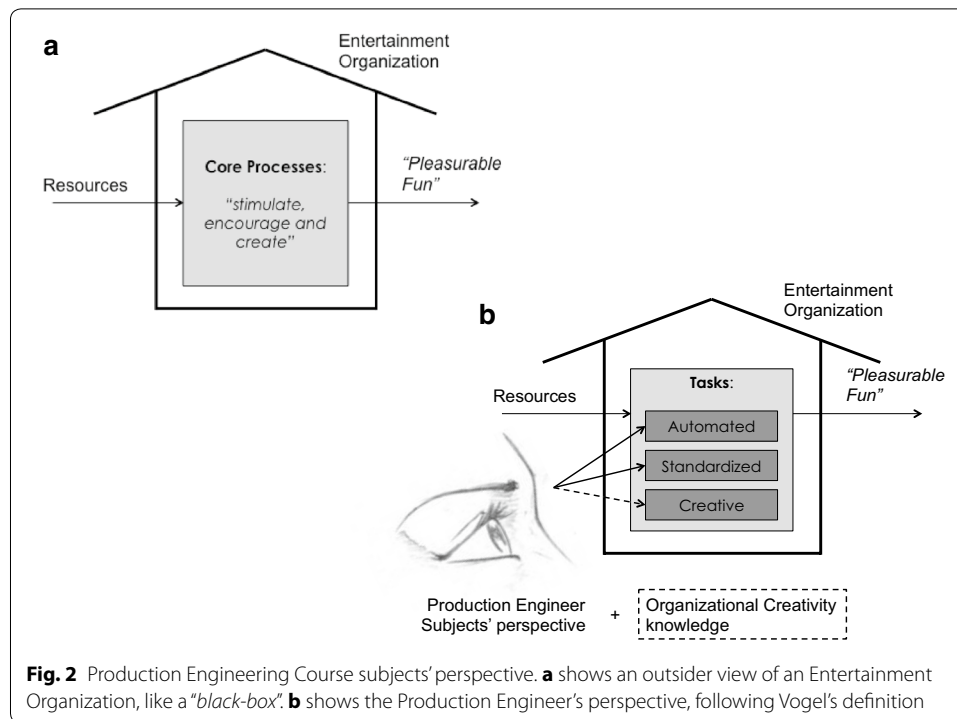 a
Entertainment
Organization
Core Processes:
"stimulate,
encourage and
create"
Resources
"Pleasurable
Fun"
b
Entertainment
Organization
Tasks:
Automated
Standardized
Creative
Resources
"Pleasurable
Fun"
Production Engineer
Subjects' perspective
+
Organizational Creativity
knowledge
Fig. 2 Production Engineering Course subjects' perspective. a shows an outsider view of an Entertainment
Organization, like a "black-box". b shows the Production Engineer's perspective, following Vogel's definition